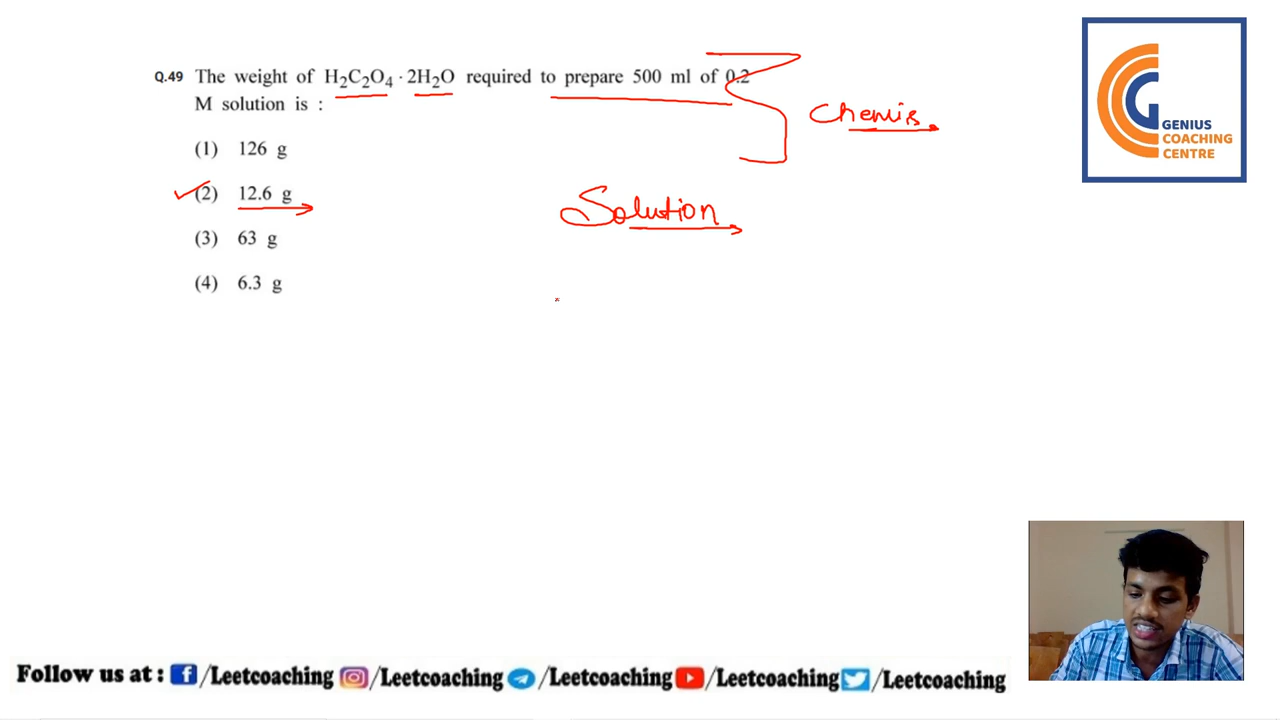 Q.49 The weight of H₂C₂O₄ · 2H₂O required to prepare 500 ml of 0.2
M solution is :
(1) 126 g
(2) 12.6 g
(3) 63 g
(4) 6.3 g
Chemis
Solution
GENIUS
COACHING
CENTRE
Follow us at : /Leetcoaching /Leetcoaching /Leetcoaching /Leetcoaching /Leetcoaching